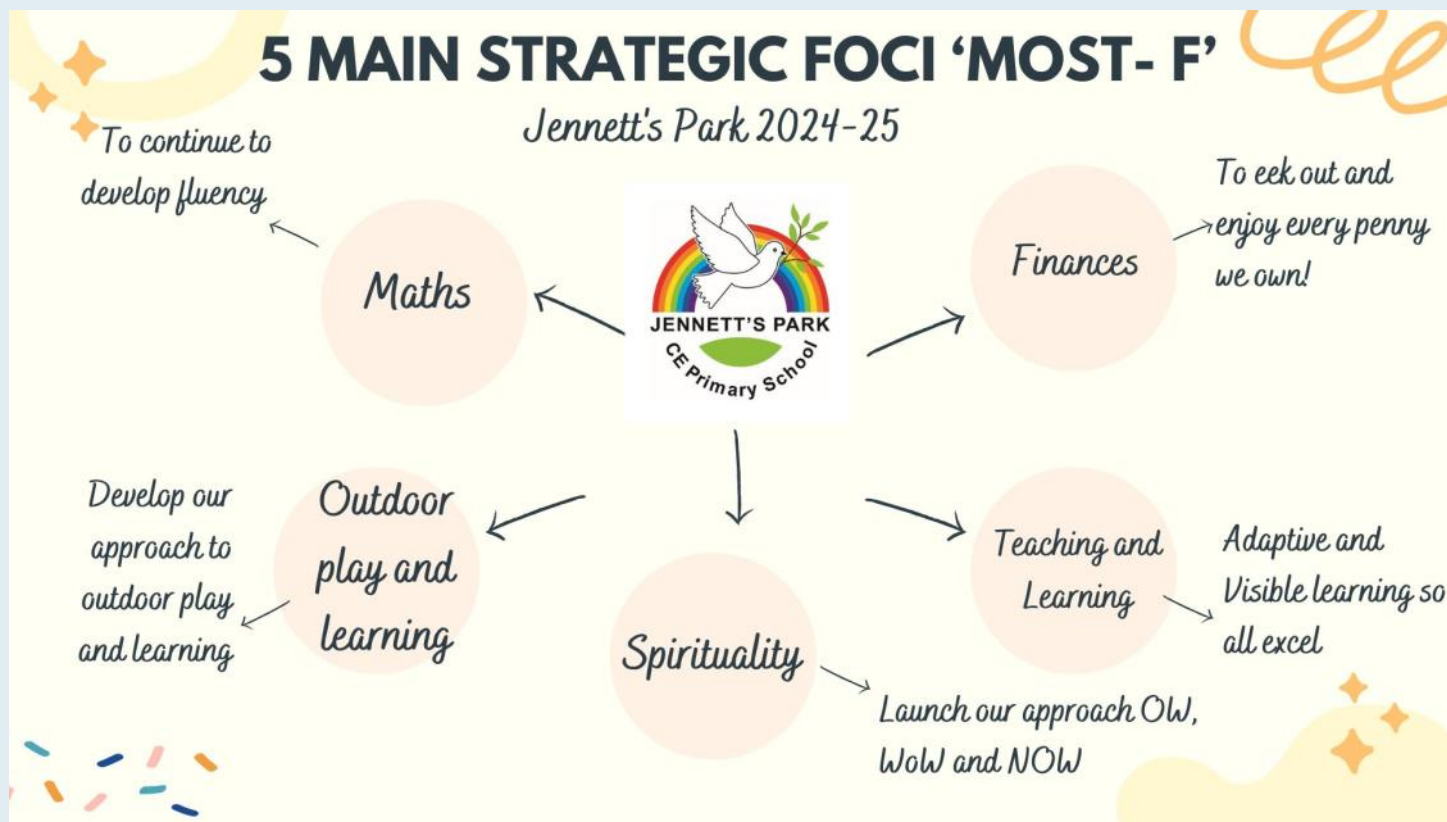 5 MAIN STRATEGIC FOCI ‘MOST- F’
Jennett's Park 2024-25
To continue to
develop fluency
Maths
JENNETT'S PARK
CE Primary School
Finances
To eek out and
enjoy every penny
we own!
Develop our
approach to
outdoor play
and learning
Outdoor
play and
learning
Spirituality
Launch our approach OW,
WoW and NOW
Teaching and
Learning
Adaptive and
Visible learning so
all excel